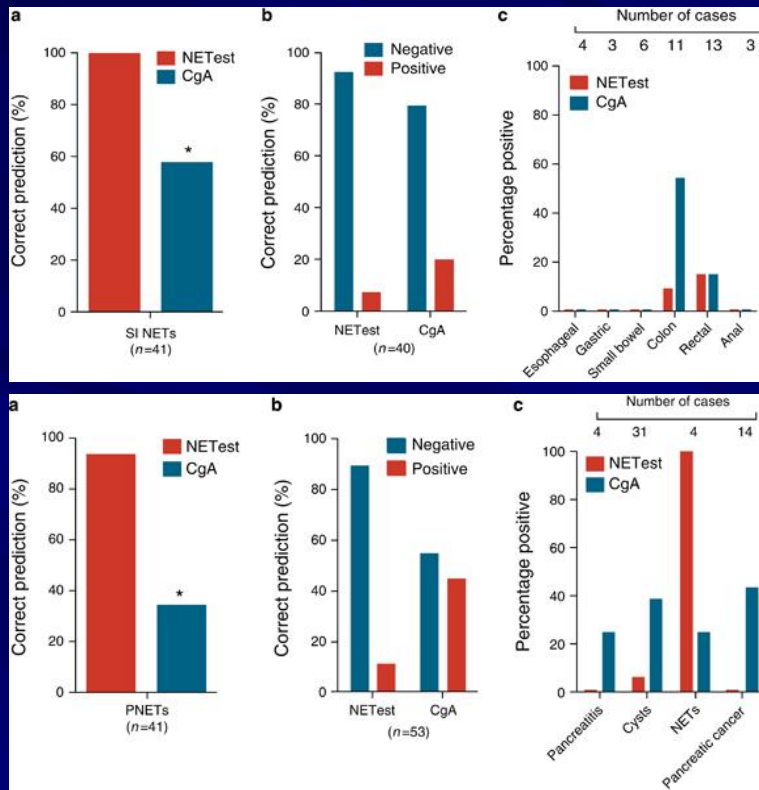 a
NETest
CgA
Correct prediction (%)
100
80
60
40
20
0
*
SI NETs
(n=41)
b
Negative
Positive
Correct prediction (%)
100
80
60
40
20
0
NETest CgA
(n=40)
c
Number of cases
4 3 6 11 13 3
NETest
CgA
Percentage positive
100
80
60
40
20
0
Esophageal
Gastric
Small bowel
Colon
Rectal
Anal
a
NETest
CgA
Correct prediction (%)
100
80
60
40
20
0
*
PNETs
(n=41)
b
Negative
Positive
Correct prediction (%)
100
80
60
40
20
0
NETest CgA
(n=53)
c
Number of cases
4 31 4 14
NETest
CgA
Percentage positive
100
80
60
40
20
0
Pancreatitis
Cysts
NETs
Pancreatic cancer